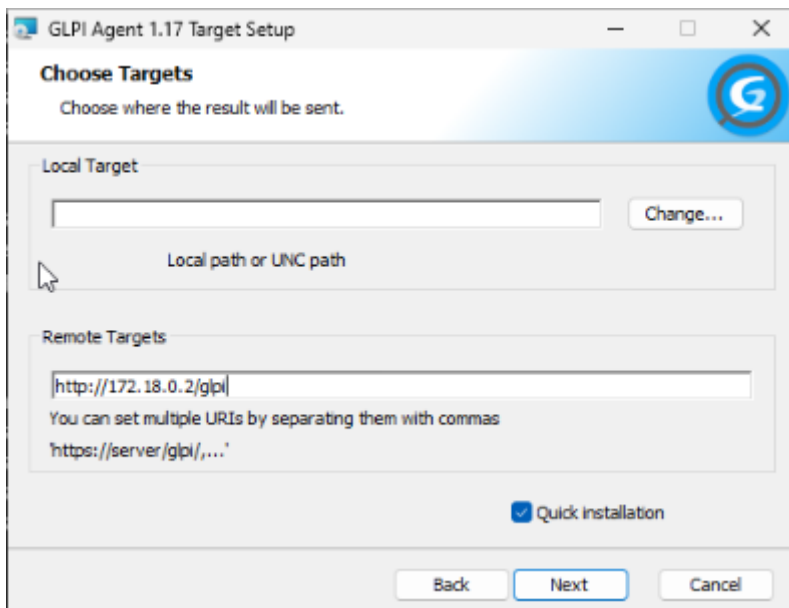 GLPI Agent 1.17 Target Setup
Choose Targets
Choose where the result will be sent.
Local Target
Change...
Local path or UNC path
Remote Targets
http://172.18.0.2/glpi
You can set multiple URIs by separating them with commas
'https://server/glpi/,...'
Quick installation
Back Next Cancel